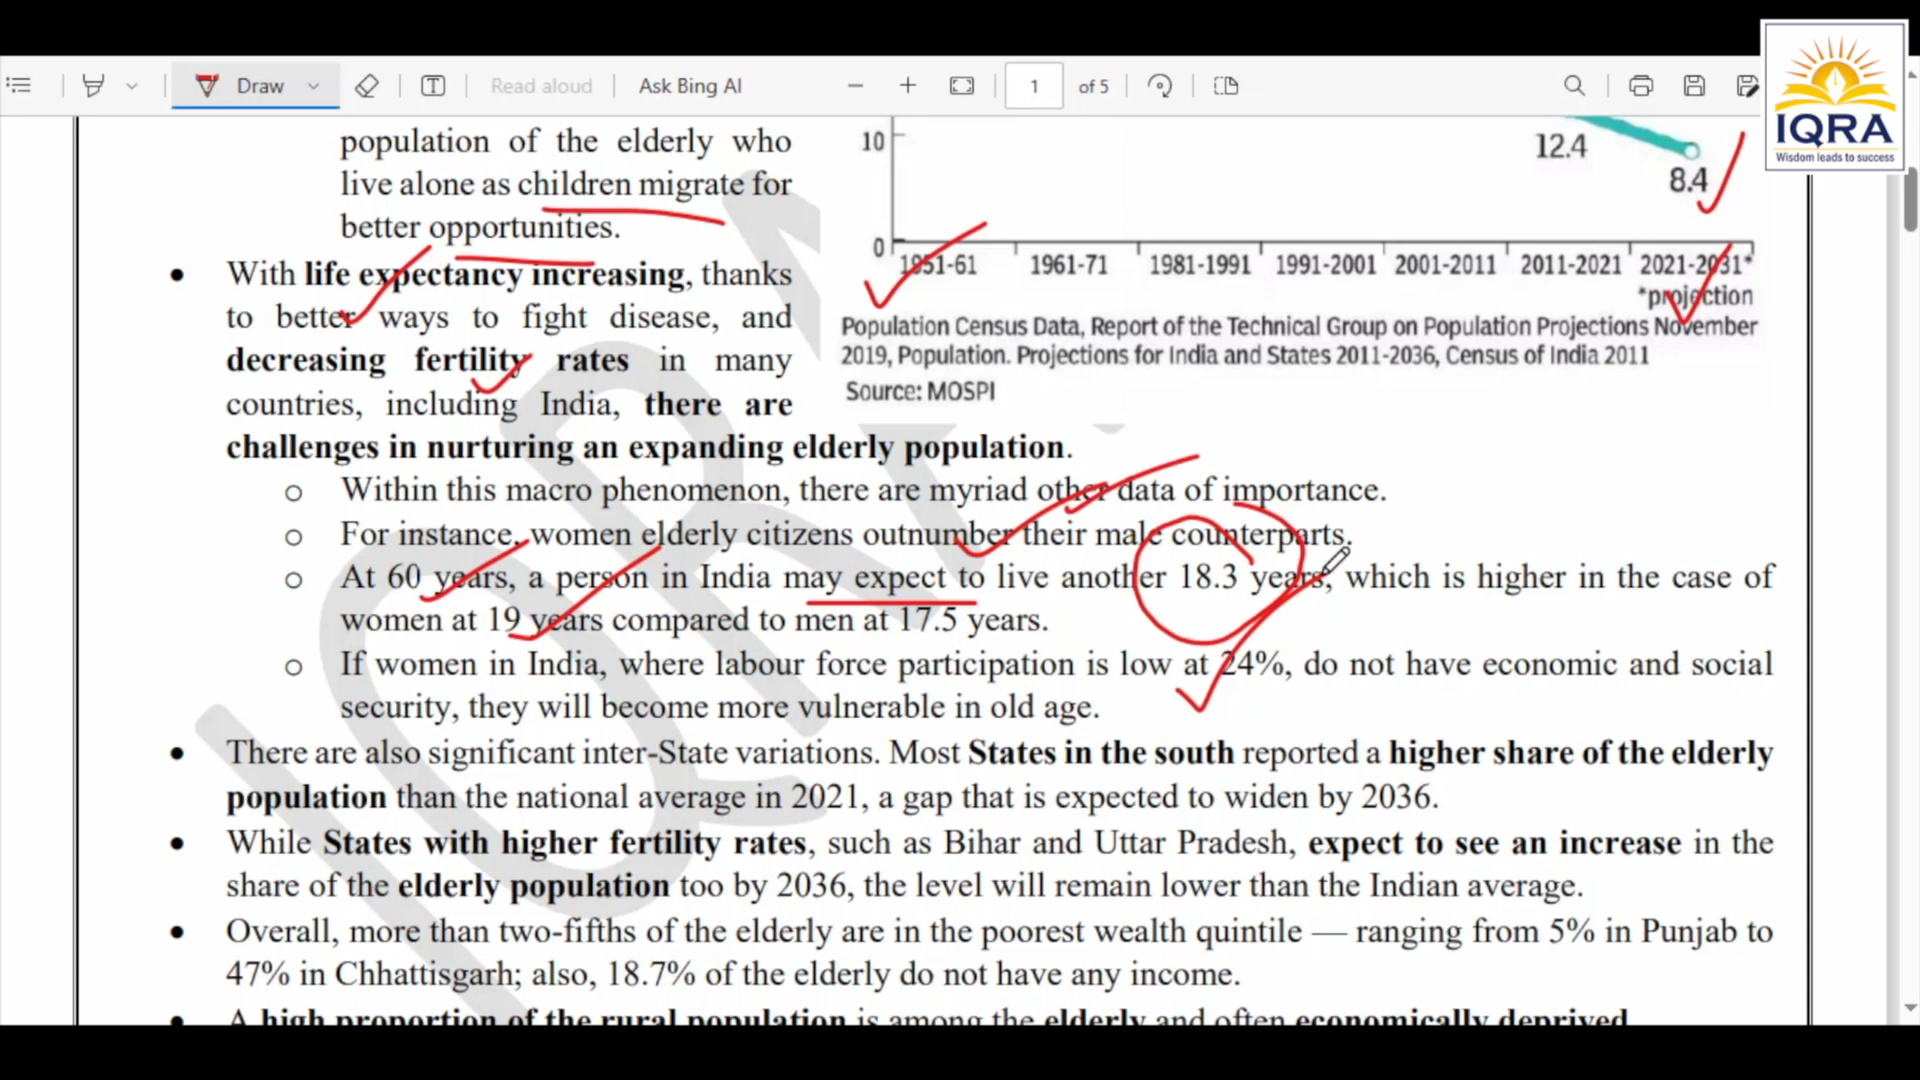 Draw
Read aloud
Ask Bing AI
1 of 5
IQRA
Wisdom leads to success
population of the elderly who
live alone as children migrate for
better opportunities.
• With life expectancy increasing, thanks
to better ways to fight disease, and
decreasing fertility rates in many
countries, including India, there are
challenges in nurturing an expanding elderly population.
10
12.4
8.4
0
1951-61 1961-71 1981-1991 1991-2001 2001-2011 2011-2021 2021-2031*
*projection
Population Census Data, Report of the Technical Group on Population Projections November
2019, Population. Projections for India and States 2011-2036, Census of India 2011
Source: MOSPI
o Within this macro phenomenon, there are myriad other data of importance.
o For instance, women elderly citizens outnumber their male counterparts.
o At 60 years, a person in India may expect to live another 18.3 years, which is higher in the case of
women at 19 years compared to men at 17.5 years.
o If women in India, where labour force participation is low at 24%, do not have economic and social
security, they will become more vulnerable in old age.
• There are also significant inter-State variations. Most States in the south reported a higher share of the elderly
population than the national average in 2021, a gap that is expected to widen by 2036.
• While States with higher fertility rates, such as Bihar and Uttar Pradesh, expect to see an increase in the
share of the elderly population too by 2036, the level will remain lower than the Indian average.
• Overall, more than two-fifths of the elderly are in the poorest wealth quintile — ranging from 5% in Punjab to
47% in Chhattisgarh; also, 18.7% of the elderly do not have any income.
• A high proportion of the rural population is among the elderly and often economically deprived